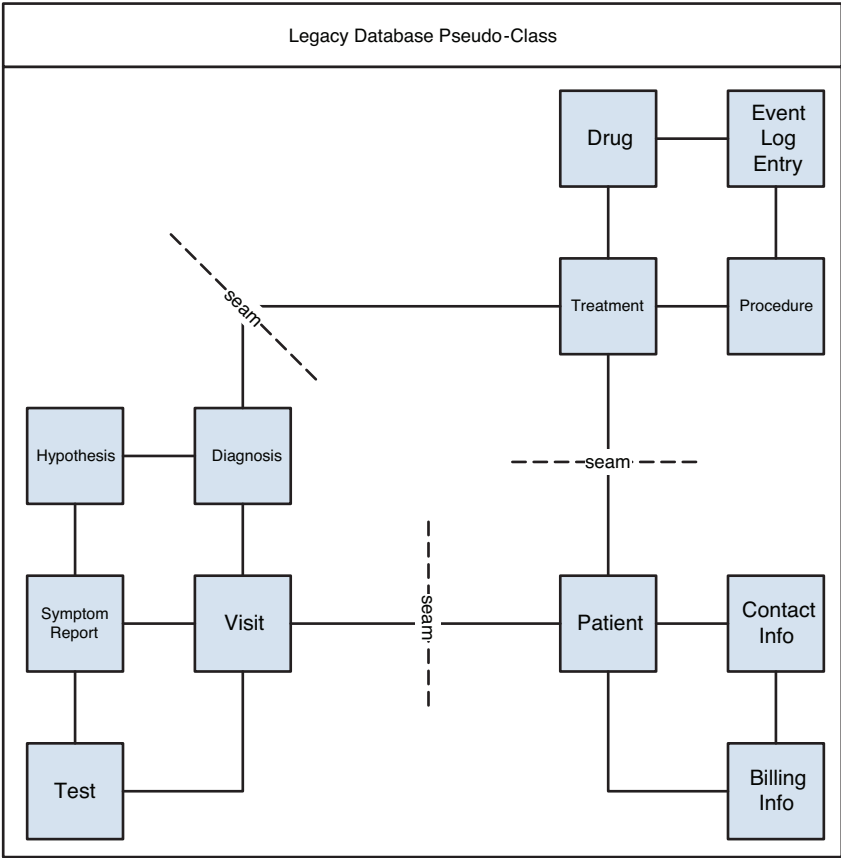 Legacy Database Pseudo-Class
Drug
Event
Log
Entry
seam
Treatment
Procedure
Hypothesis
Diagnosis
seam
Symptom
Report
Visit
seam
Patient
Contact
Info
Test
Billing
Info